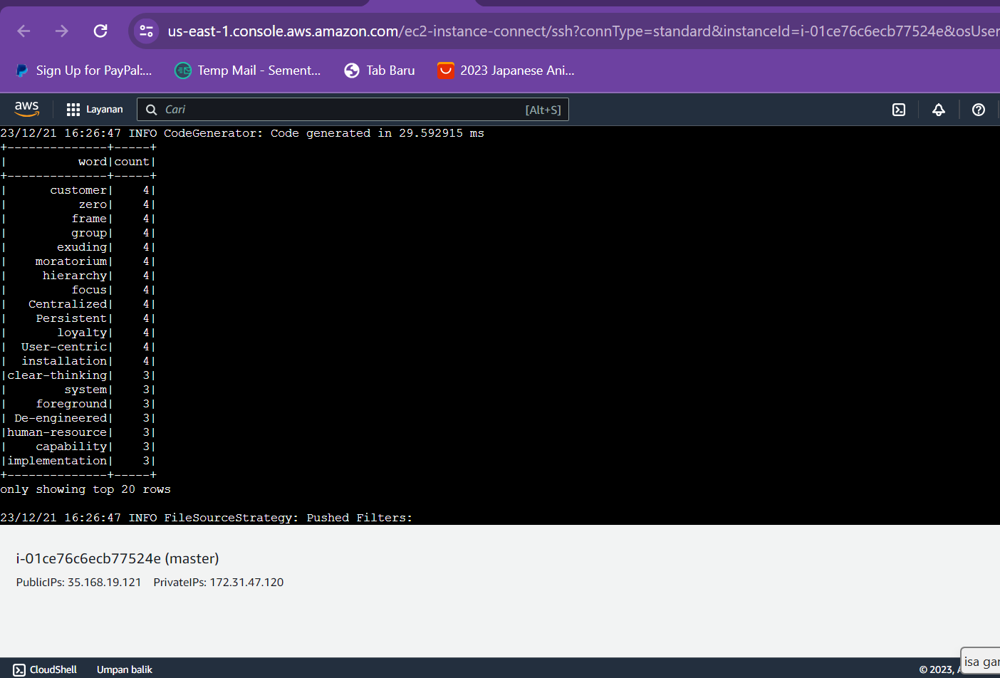 us-east-1.console.aws.amazon.com/ec2-instance-connect/ssh?connType=standard&instanceId=i-01ce76c6ecb77524e&osUser
Sign Up for PayPal:... Temp Mail - Sement... Tab Baru 2023 Japanese Ani...
aws Layanan Cari [Alt+S]
23/12/21 16:26:47 INFO CodeGenerator: Code generated in 29.592915 ms
+--------------+-----+
|          word|count|
+--------------+-----+
|      customer|    4|
|          zero|    4|
|         frame|    4|
|         group|    4|
|       exuding|    4|
|    moratorium|    4|
|     hierarchy|    4|
|         focus|    4|
|   Centralized|    4|
|    Persistent|    4|
|       loyalty|    4|
|  User-centric|    4|
|  installation|    4|
|clear-thinking|    3|
|        system|    3|
|    foreground|    3|
| De-engineered|    3|
|human-resource|    3|
|    capability|    3|
|implementation|    3|
+--------------+-----+
only showing top 20 rows
23/12/21 16:26:47 INFO FileSourceStrategy: Pushed Filters:
i-01ce76c6ecb77524e (master)
PublicIPs: 35.168.19.121 PrivateIPs: 172.31.47.120
CloudShell Umpan balik © 2023, A
isa gar